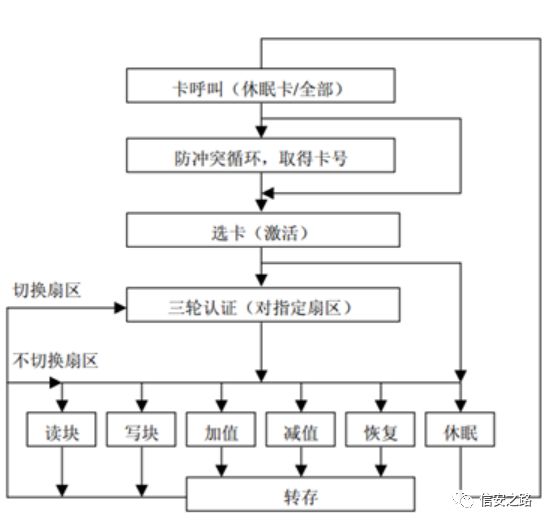 卡呼叫（休眠卡/全部）
防冲突循环，取得卡号
选卡（激活）
切换扇区
三轮认证（对指定扇区）
不切换扇区
读块 写块 加值 减值 恢复 休眠
转存
信安之路